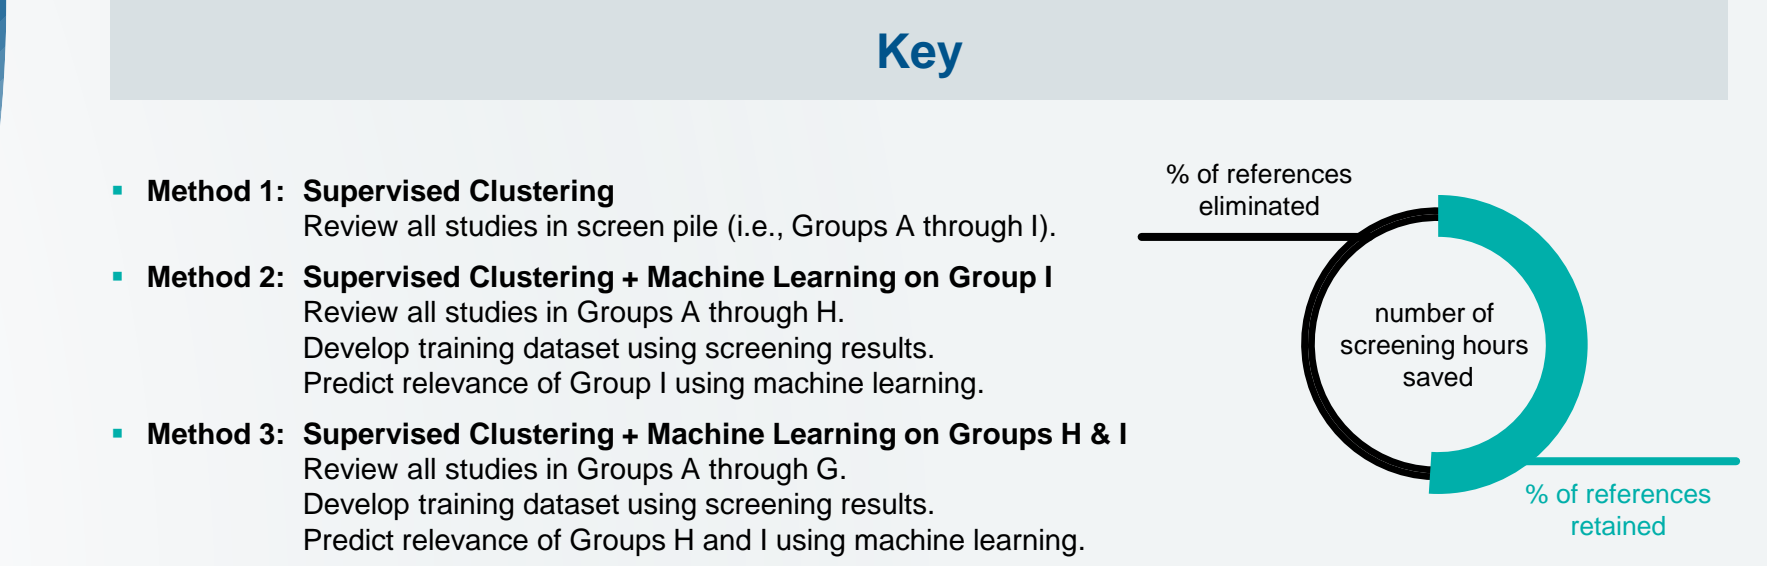 Key
Method 1: Supervised Clustering
Review all studies in screen pile (i.e., Groups A through I).
Method 2: Supervised Clustering + Machine Learning on Group I
Review all studies in Groups A through H.
Develop training dataset using screening results.
Predict relevance of Group I using machine learning.
Method 3: Supervised Clustering + Machine Learning on Groups H & I
Review all studies in Groups A through G.
Develop training dataset using screening results.
Predict relevance of Groups H and I using machine learning.
% of references
eliminated
number of
screening hours
saved
% of references
retained